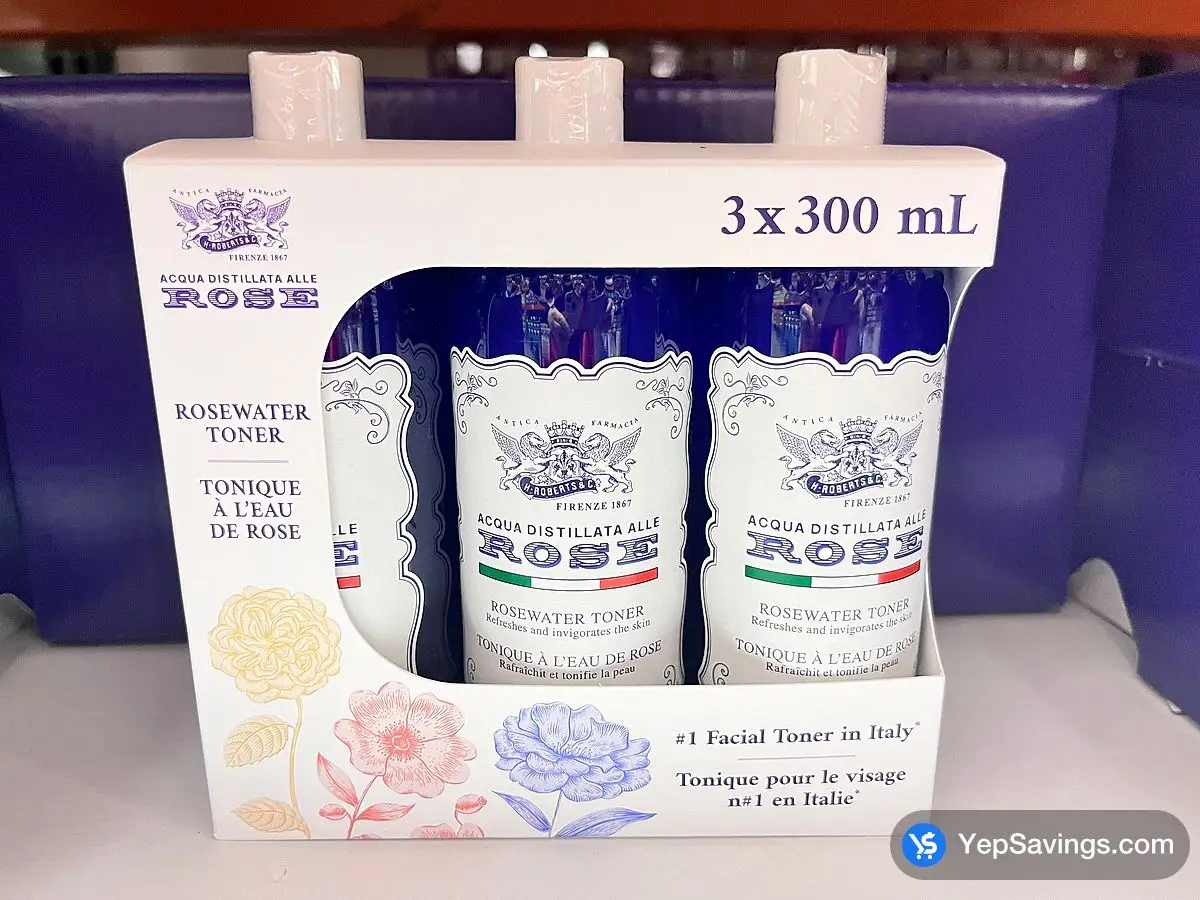 3 x 300 mL
ANTICA FARMACIA
H·ROBERTS&C.
FIRENZE 1867
ACQUA DISTILLATA ALLE
ROSE
ROSEWATER
TONER
TONIQUE
À L'EAU
DE ROSE
LLE
E
ANTICA FARMACIA
H·ROBERTS&C.
FIRENZE 1867
ACQUA DISTILLATA ALLE
ROSE
ROSEWATER TONER
Refreshes and invigorates the skin
TONIQUE À L'EAU DE ROSE
Rafraîchit et tonifie la peau
ANTICA FARMACIA
H·ROBERTS&C.
FIRENZE 1867
ACQUA DISTILLATA ALLE
ROSE
ROSEWATER TONER
Refreshes and invigorates the skin
TONIQUE À L'EAU DE ROSE
Rafraîchit et tonifie la peau
#1 Facial Toner in Italy*
Tonique pour le visage
n#1 en Italie*
YepSavings.com